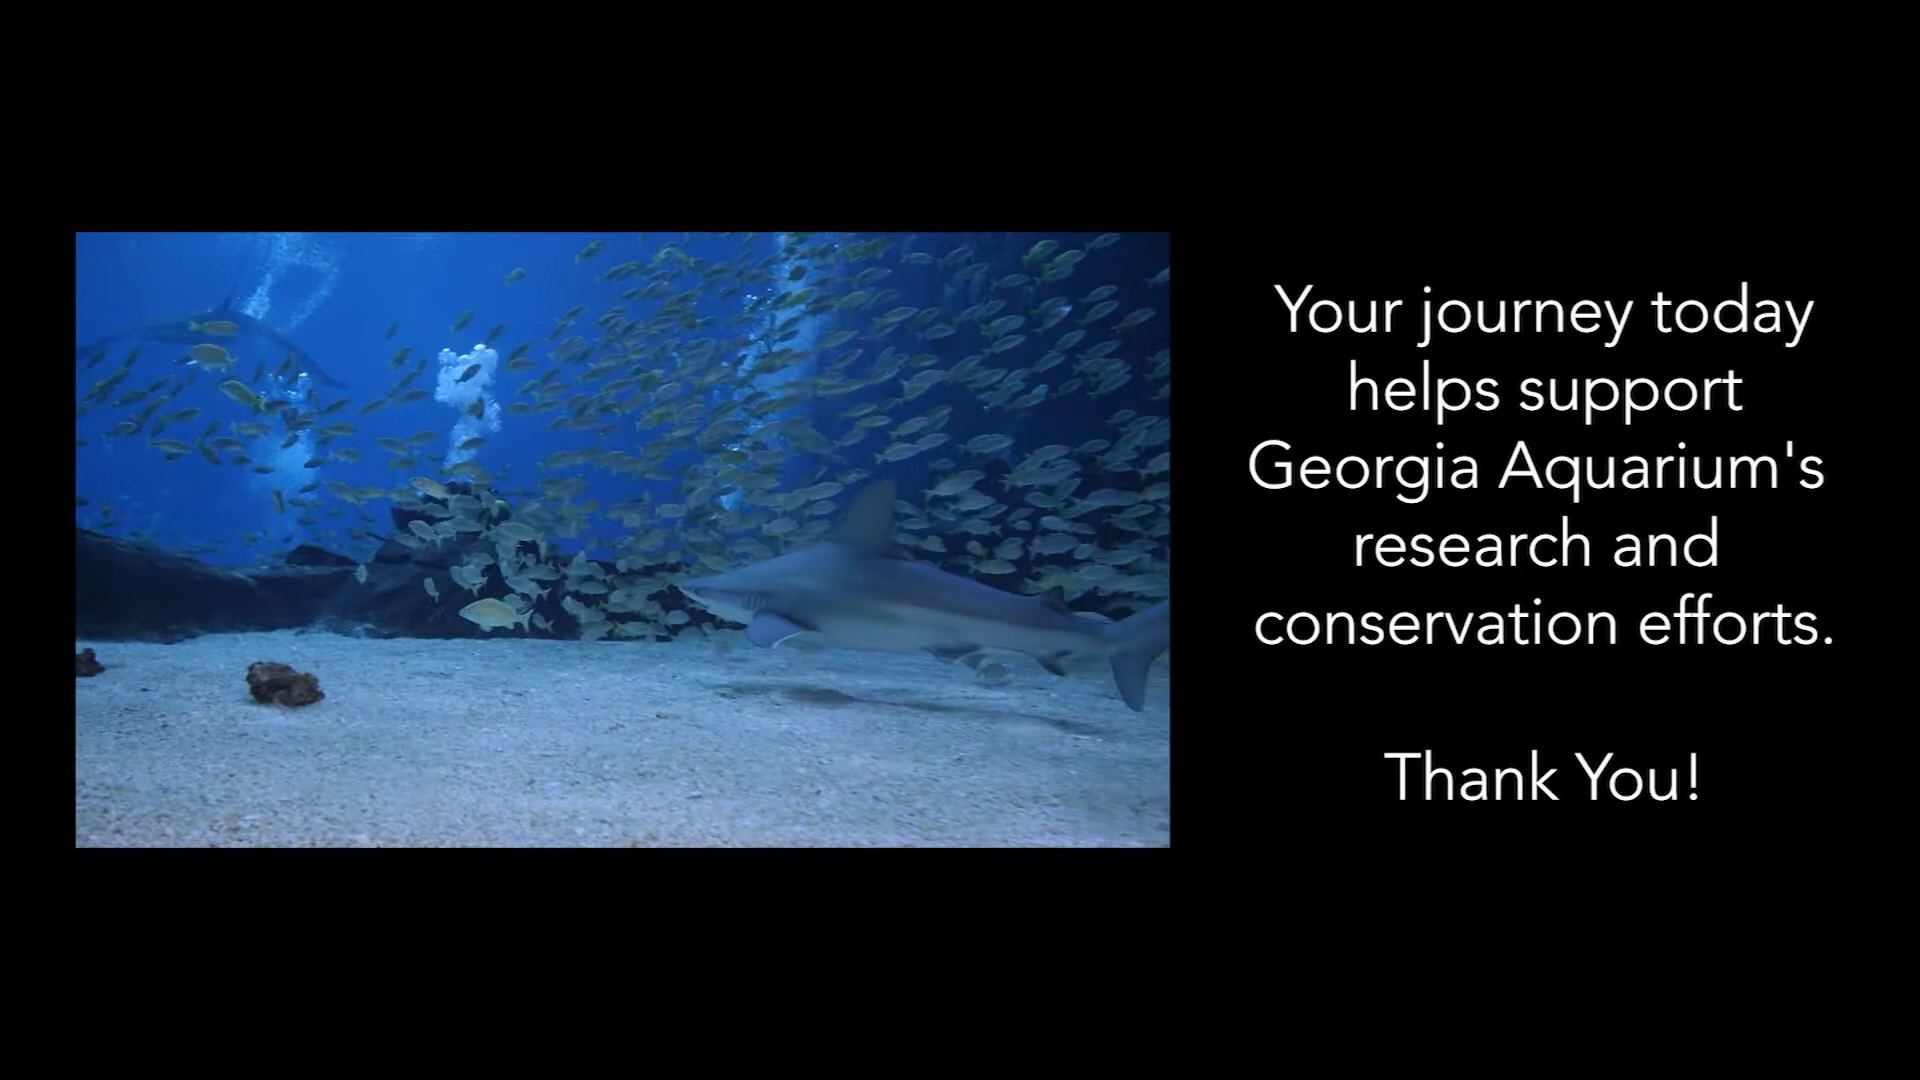 Your journey today
helps support
Georgia Aquarium's
research and
conservation efforts.
Thank You!